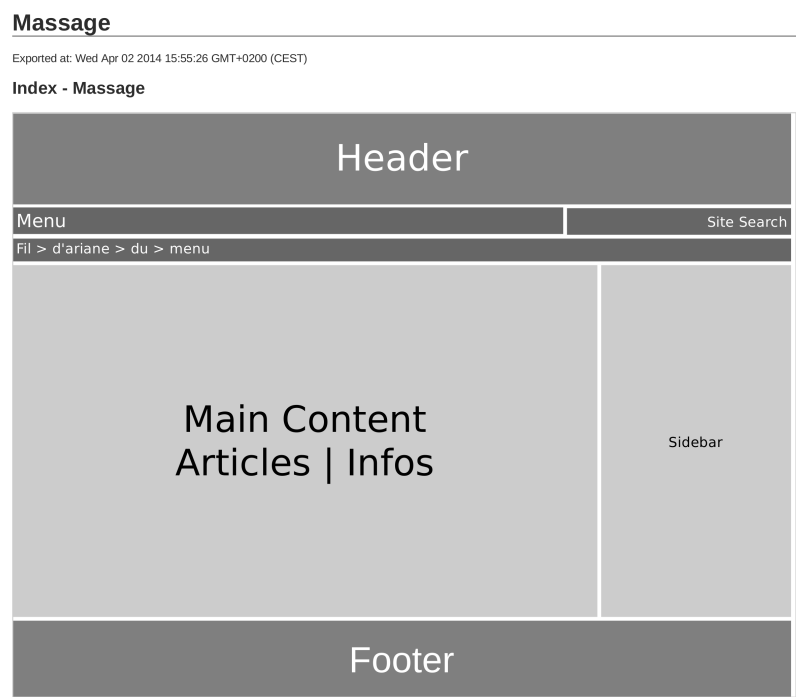 Massage
Exported at: Wed Apr 02 2014 15:55:26 GMT+0200 (CEST)
Index - Massage
Header
Menu
Site Search
Fil > d'ariane > du > menu
Main Content
Articles | Infos
Sidebar
Footer